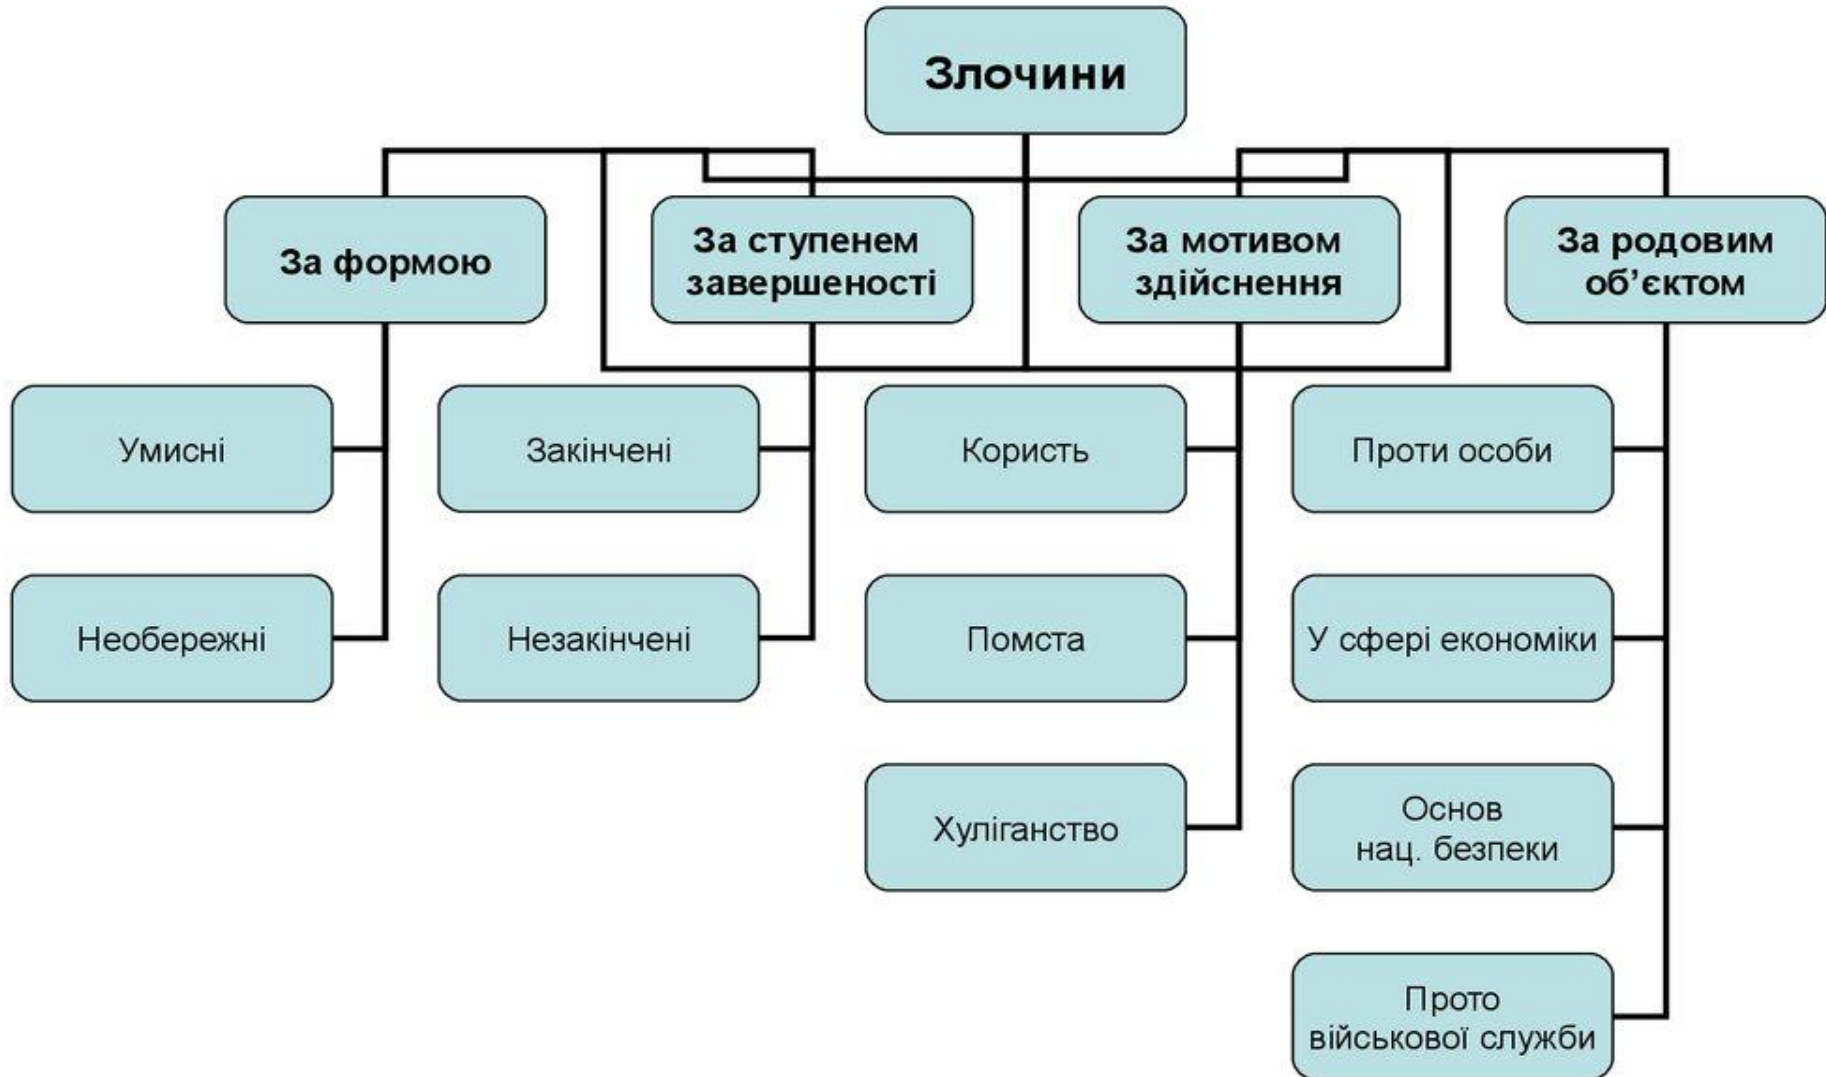 Злочини
За формою
За ступенем
завершеності
За мотивом
здійснення
За родовим
об’єктом
Умисні
Закінчені
Користь
Проти особи
Необережні
Незакінчені
Помста
У сфері економіки
Хуліганство
Основ
нац. безпеки
Прото
військової служби